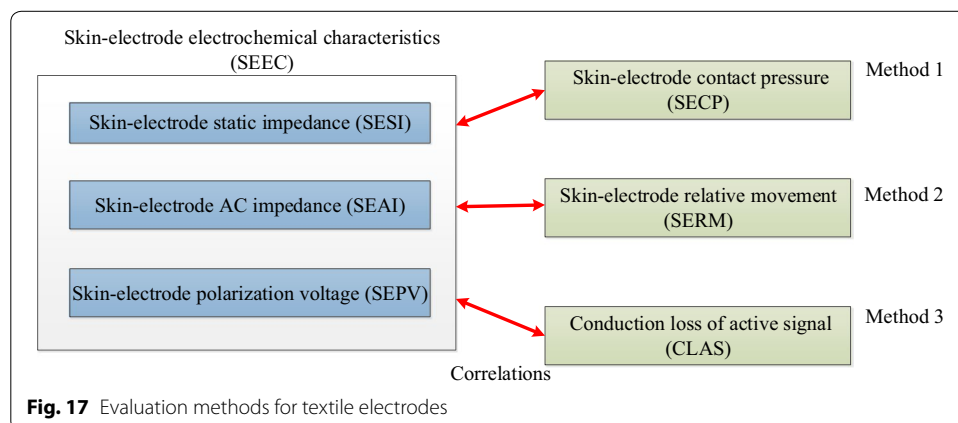 Skin-electrode electrochemical characteristics
(SEEC)
Skin-electrode static impedance (SESI)
Skin-electrode AC impedance (SEAI)
Skin-electrode polarization voltage (SEPV)
Skin-electrode contact pressure
(SECP)
Method 1
Skin-electrode relative movement
(SERM)
Method 2
Conduction loss of active signal
(CLAS)
Method 3
Correlations
Fig. 17 Evaluation methods for textile electrodes